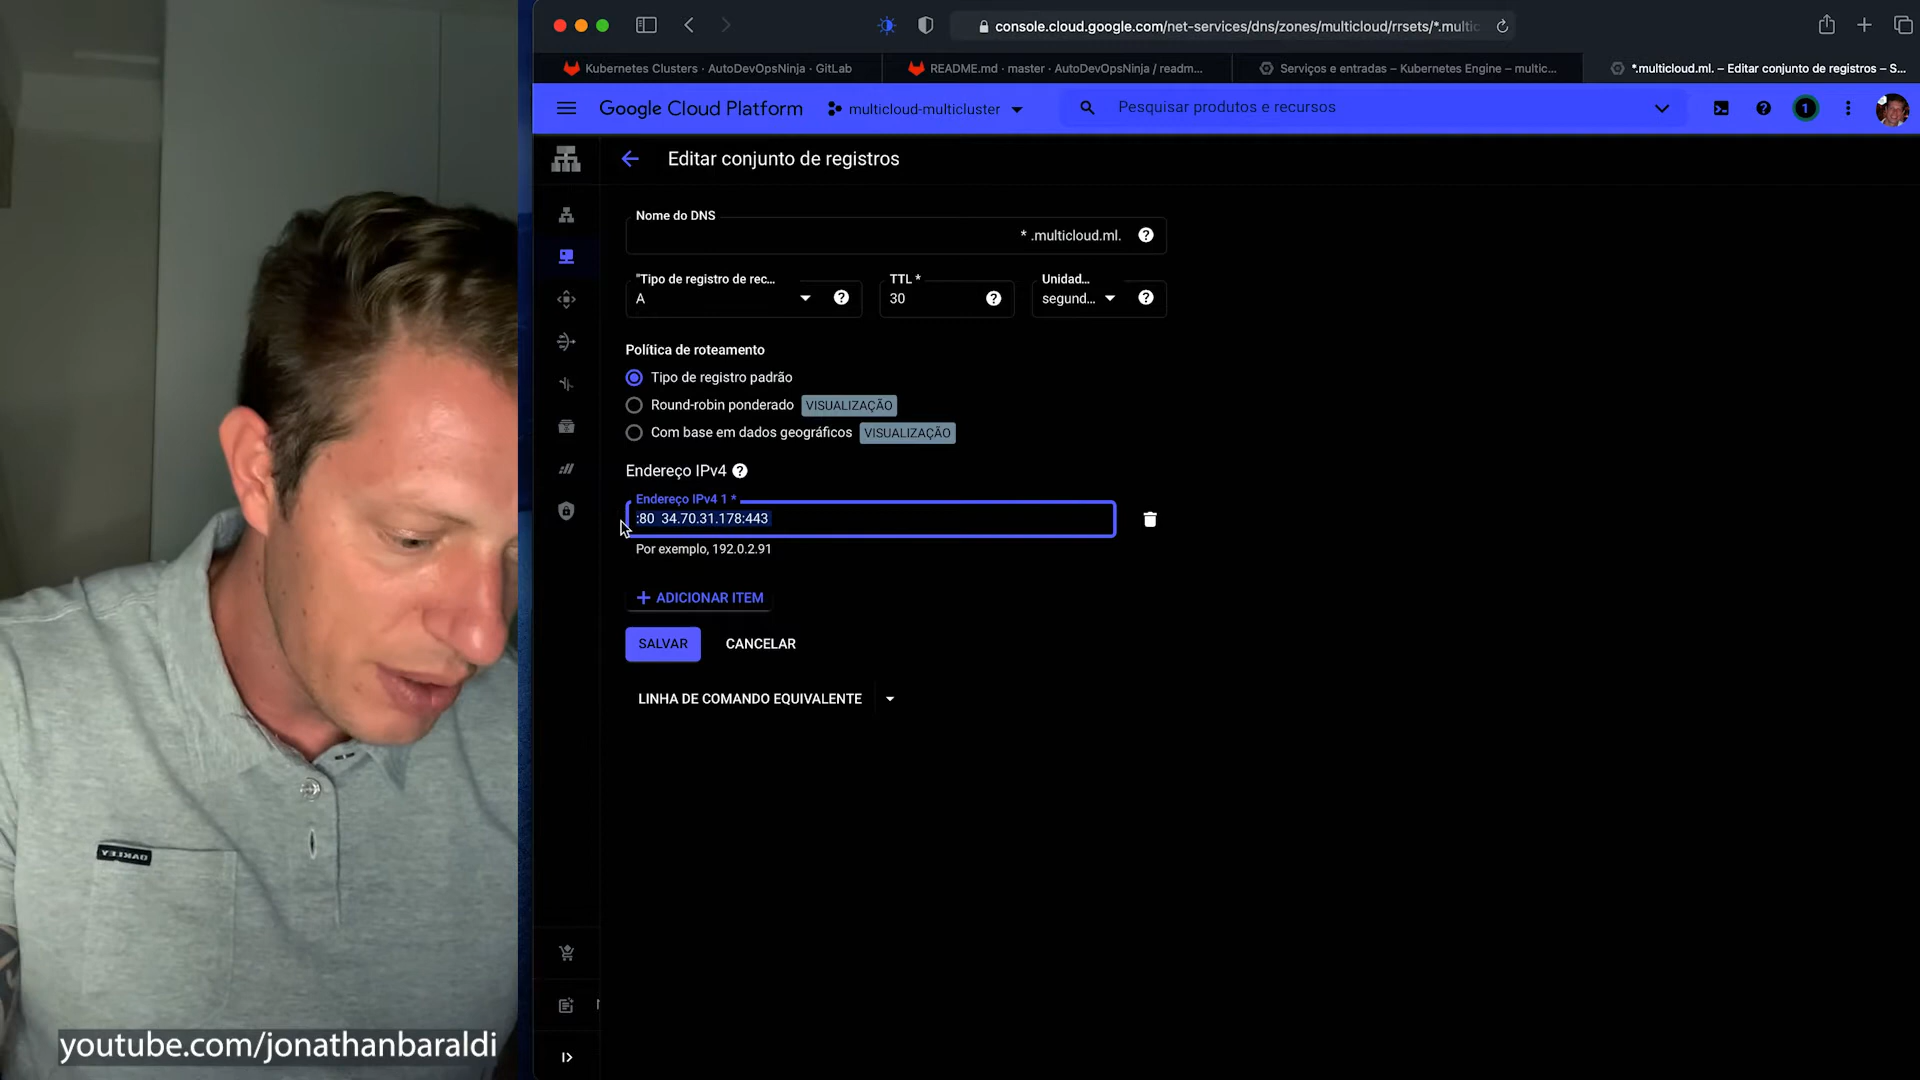 console.cloud.google.com/net-services/dns/zones/multicloud/rrsets/*.multic
Kubernetes Clusters · AutoDevOpsNinja · GitLab
README.md · master · AutoDevOpsNinja / readm...
Serviços e entradas – Kubernetes Engine – multic...
*.multicloud.ml. – Editar conjunto de registros – S...
Google Cloud Platform
multicloud-multicluster
Pesquisar produtos e recursos
1
Editar conjunto de registros
Nome do DNS
* .multicloud.ml.
"Tipo de registro de rec...
A
TTL *
30
Unidad...
segund...
Política de roteamento
Tipo de registro padrão
Round-robin ponderado VISUALIZAÇÃO
Com base em dados geográficos VISUALIZAÇÃO
Endereço IPv4
Endereço IPv4 1 *
:80 34.70.31.178:443
Por exemplo, 192.0.2.91
+ ADICIONAR ITEM
SALVAR
CANCELAR
LINHA DE COMANDO EQUIVALENTE
OAKLEY
youtube.com/jonathanbaraldi